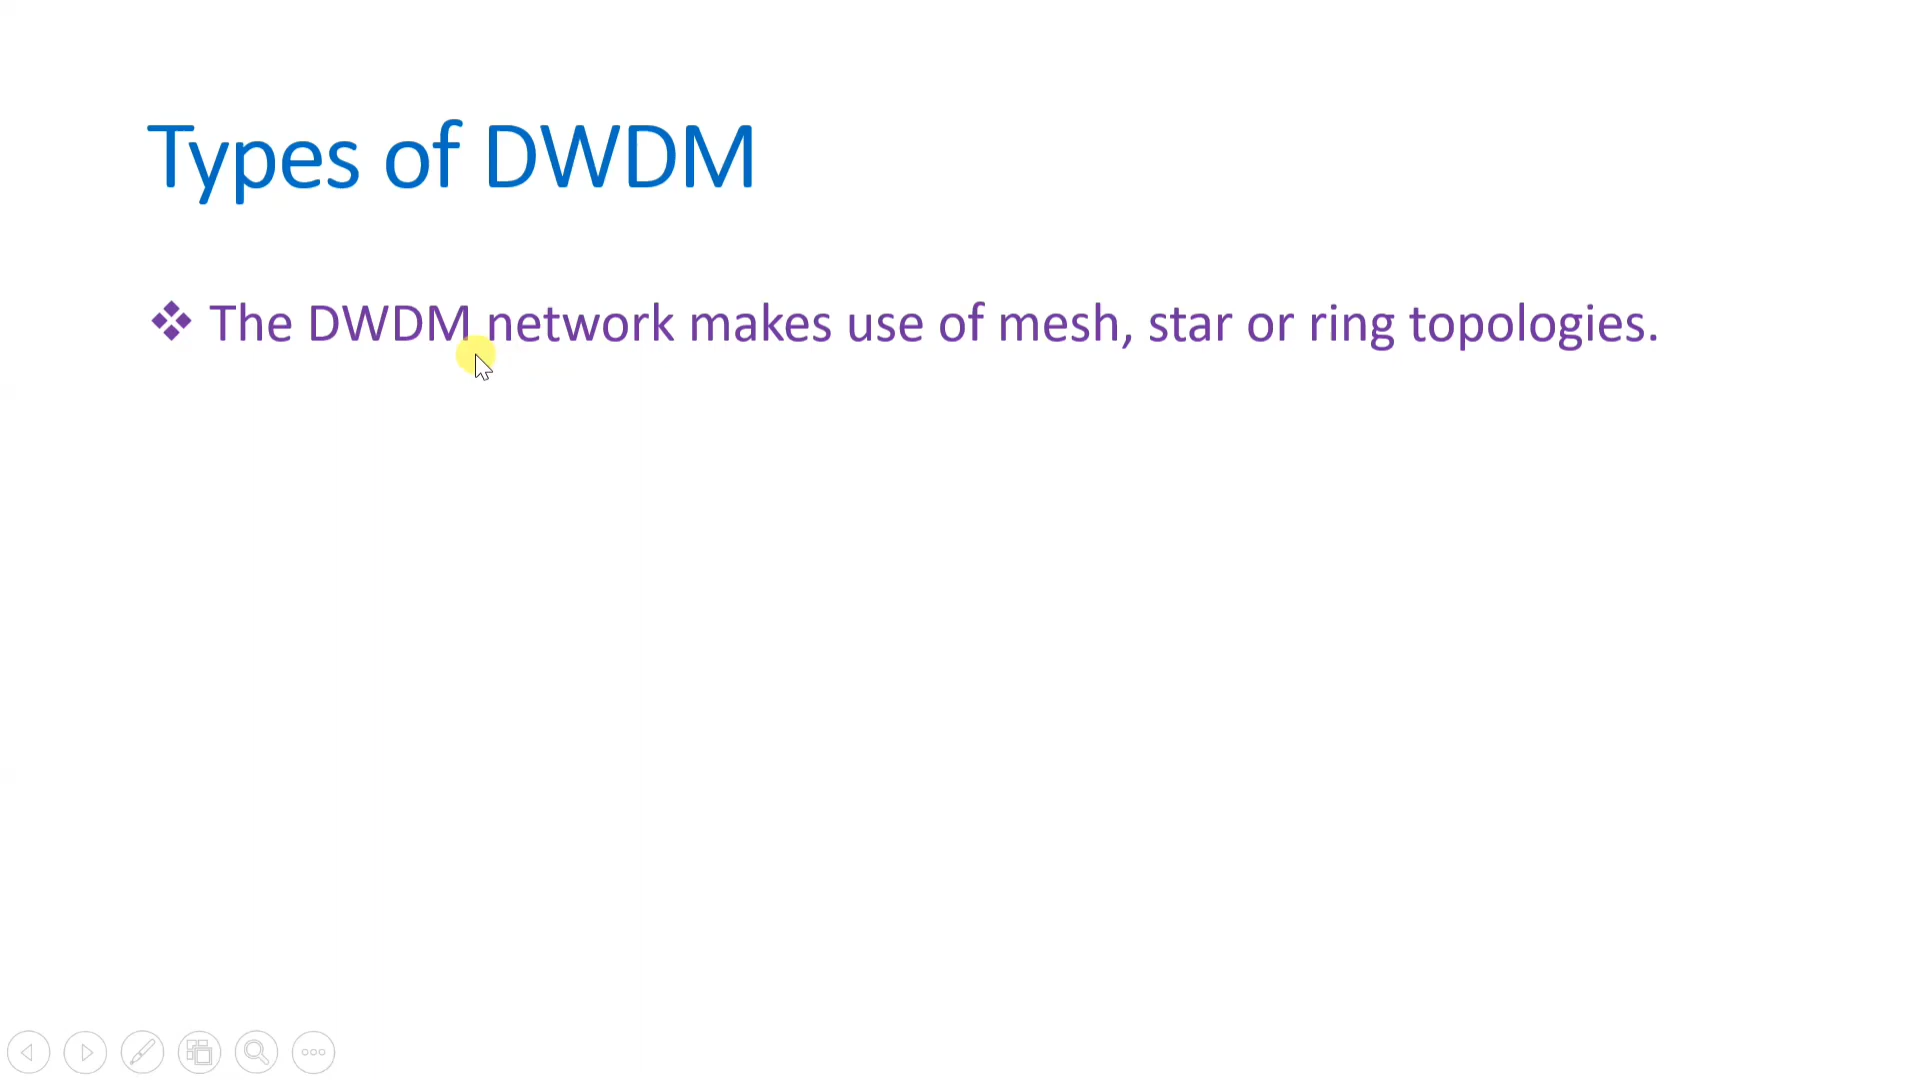 Types of DWDM
❖ The DWDM network makes use of mesh, star or ring topologies.